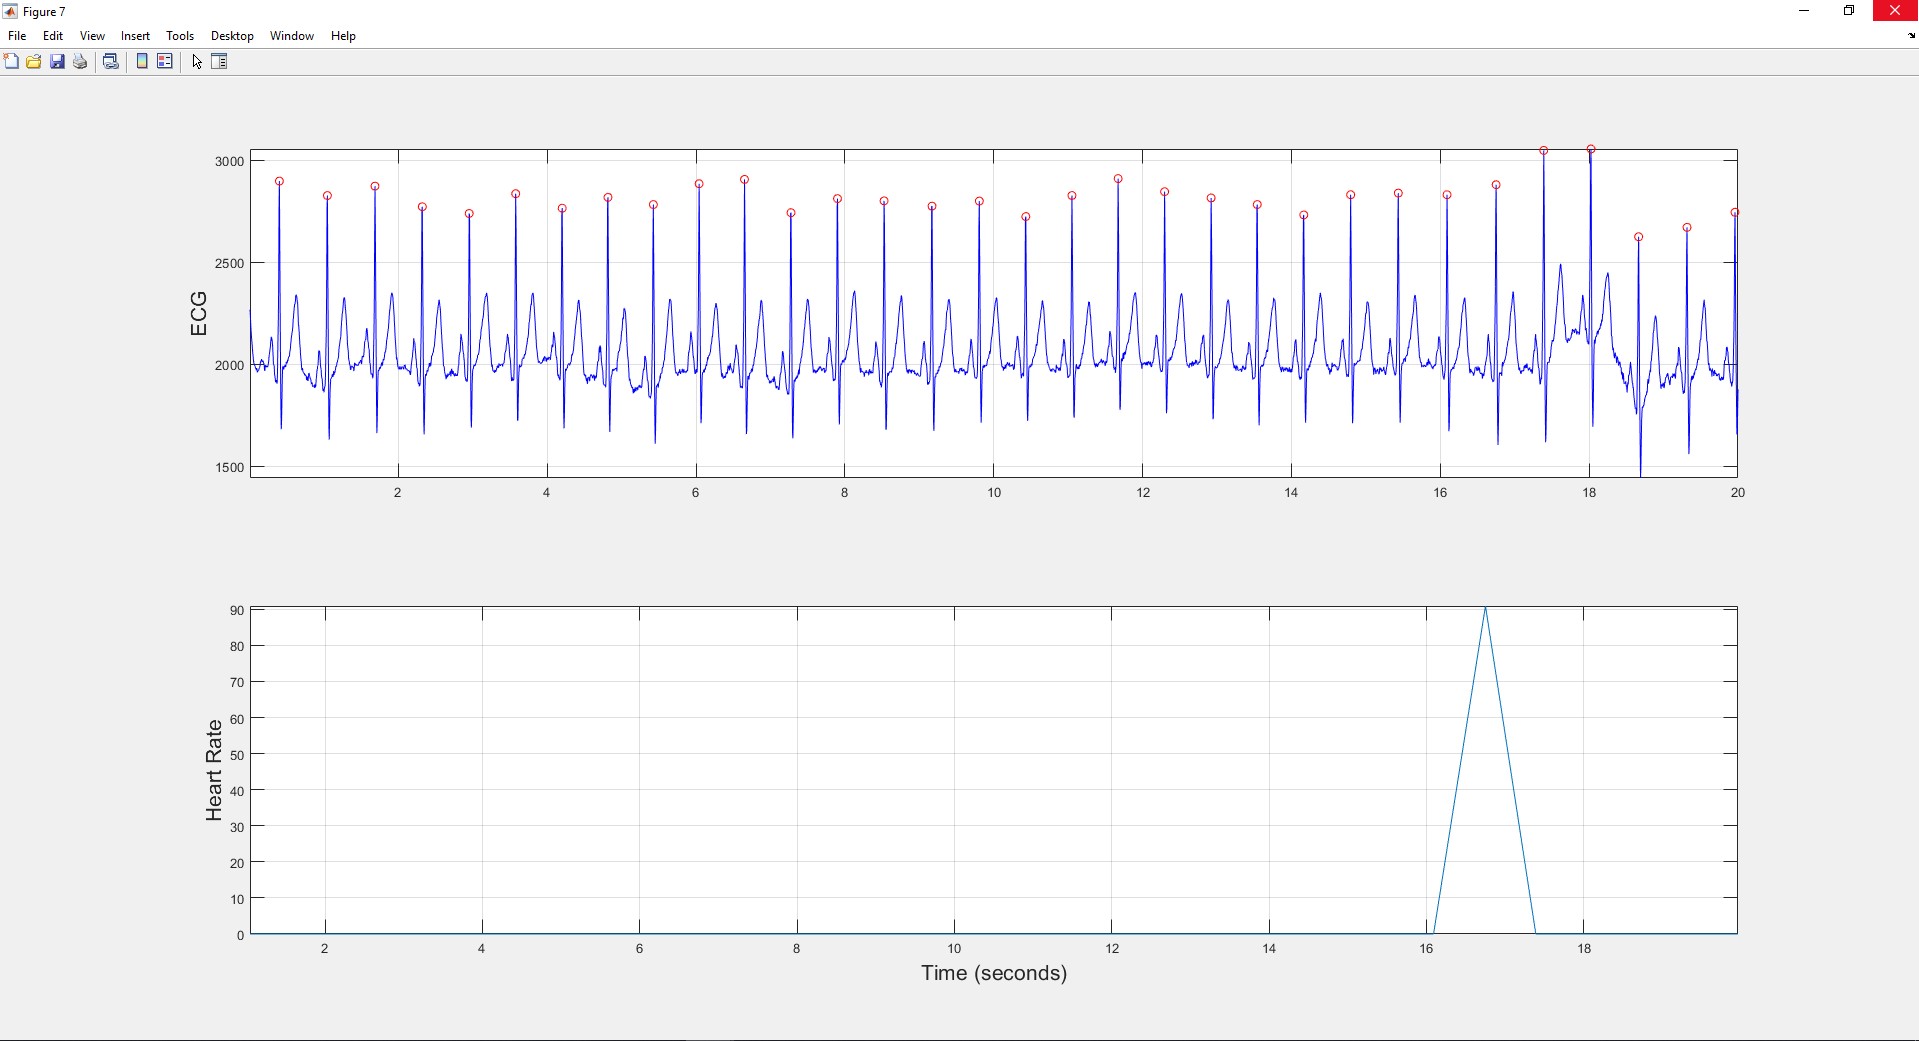 Figure 7
File Edit View Insert Tools Desktop Window Help
3000
2500
2000
1500
ECG
2 4 6 8 10 12 14 16 18 20
90
80
70
60
50
40
30
20
10
0
Heart Rate
2 4 6 8 10 12 14 16 18
Time (seconds)